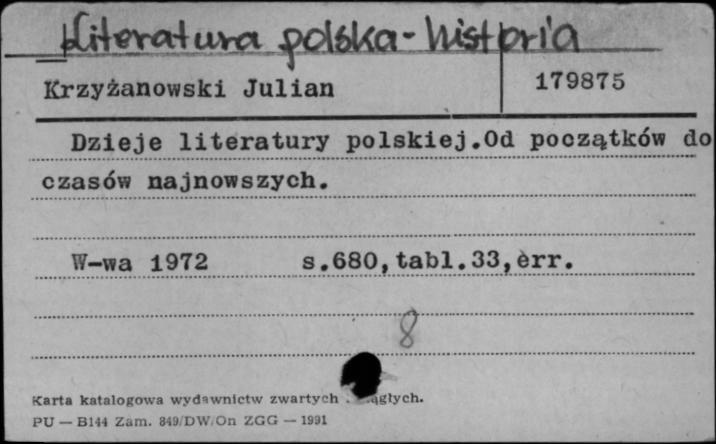 Literatura polska - historia
Krzyżanowski Julian 179875
Dzieje literatury polskiej.Od początków do
czasów najnowszych.
W-wa 1972 s.680,tabl.33,err.
8
Karta katalogowa wydawnictw zwartych
PU — B144 Zam. 849/DW/On ZGG — 1991